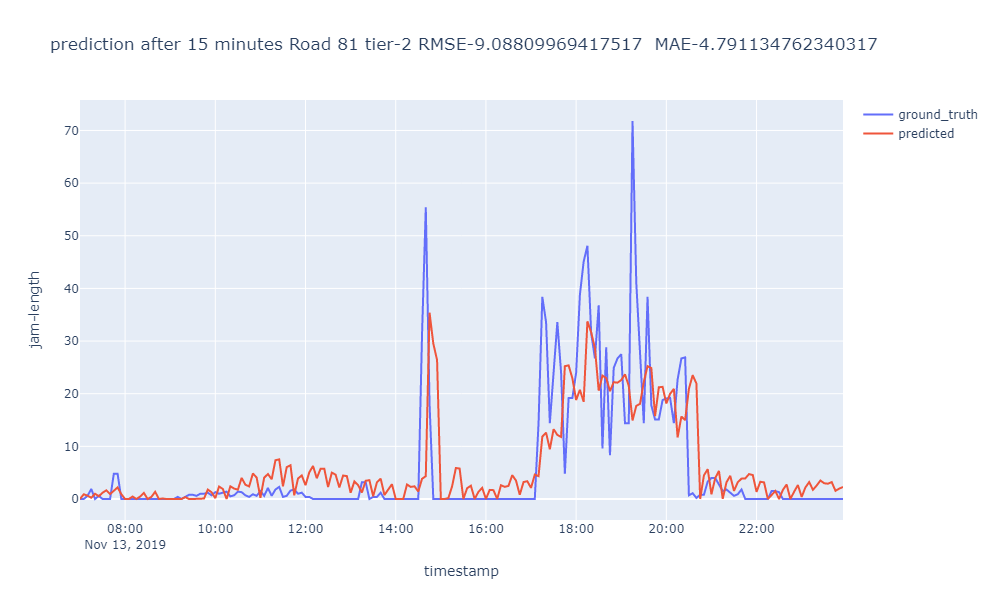 prediction after 15 minutes Road 81 tier-2 RMSE-9.08809969417517  MAE-4.791134762340317
ground_truth
predicted
70
60
50
40
30
20
10
0
jam-length
08:00 10:00 12:00 14:00 16:00 18:00 20:00 22:00
Nov 13, 2019
timestamp